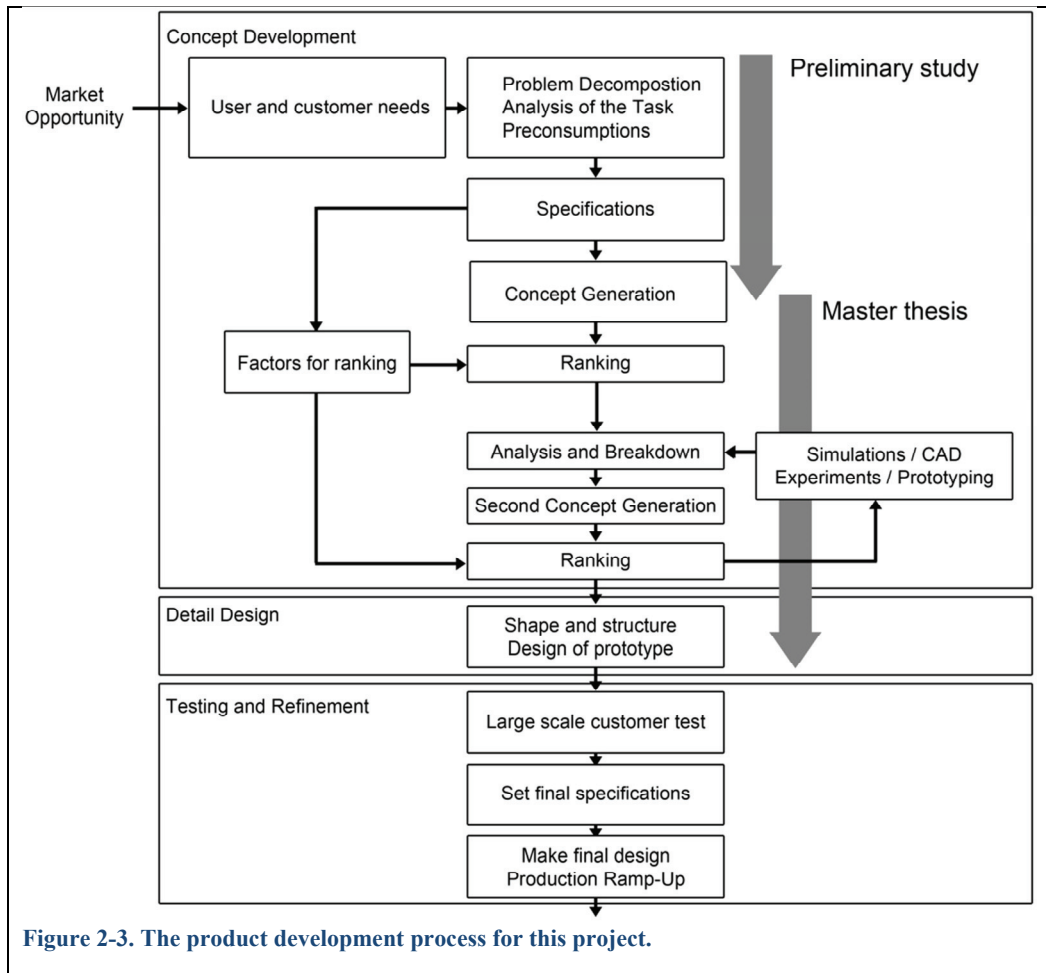 Concept Development
Preliminary study
Market
Opportunity
User and customer needs
Problem Decompostion
Analysis of the Task
Preconsumptions
Specifications
Concept Generation
Master thesis
Factors for ranking
Ranking
Analysis and Breakdown
Simulations / CAD
Experiments / Prototyping
Second Concept Generation
Ranking
Detail Design
Shape and structure
Design of prototype
Testing and Refinement
Large scale customer test
Set final specifications
Make final design
Production Ramp-Up
Figure 2-3. The product development process for this project.